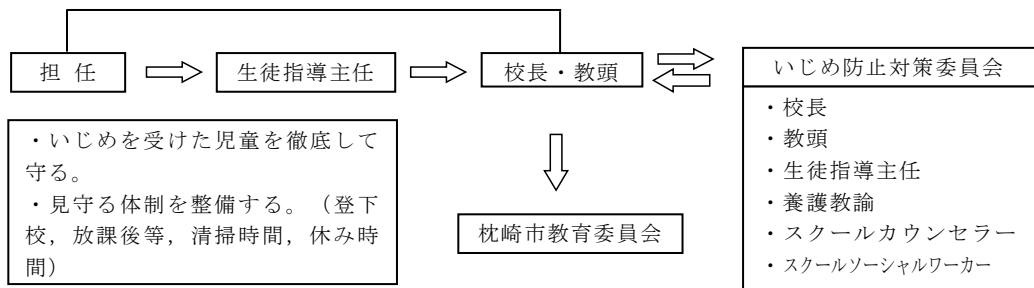 担 任
生徒指導主任
校長・教頭
いじめ防止対策委員会
・校長
・教頭
・生徒指導主任
・養護教諭
・スクールカウンセラー
・スクールソーシャルワーカー
・いじめを受けた児童を徹底して
守る。
・見守る体制を整備する。（登下
校，放課後等，清掃時間，休み時
間）
枕崎市教育委員会